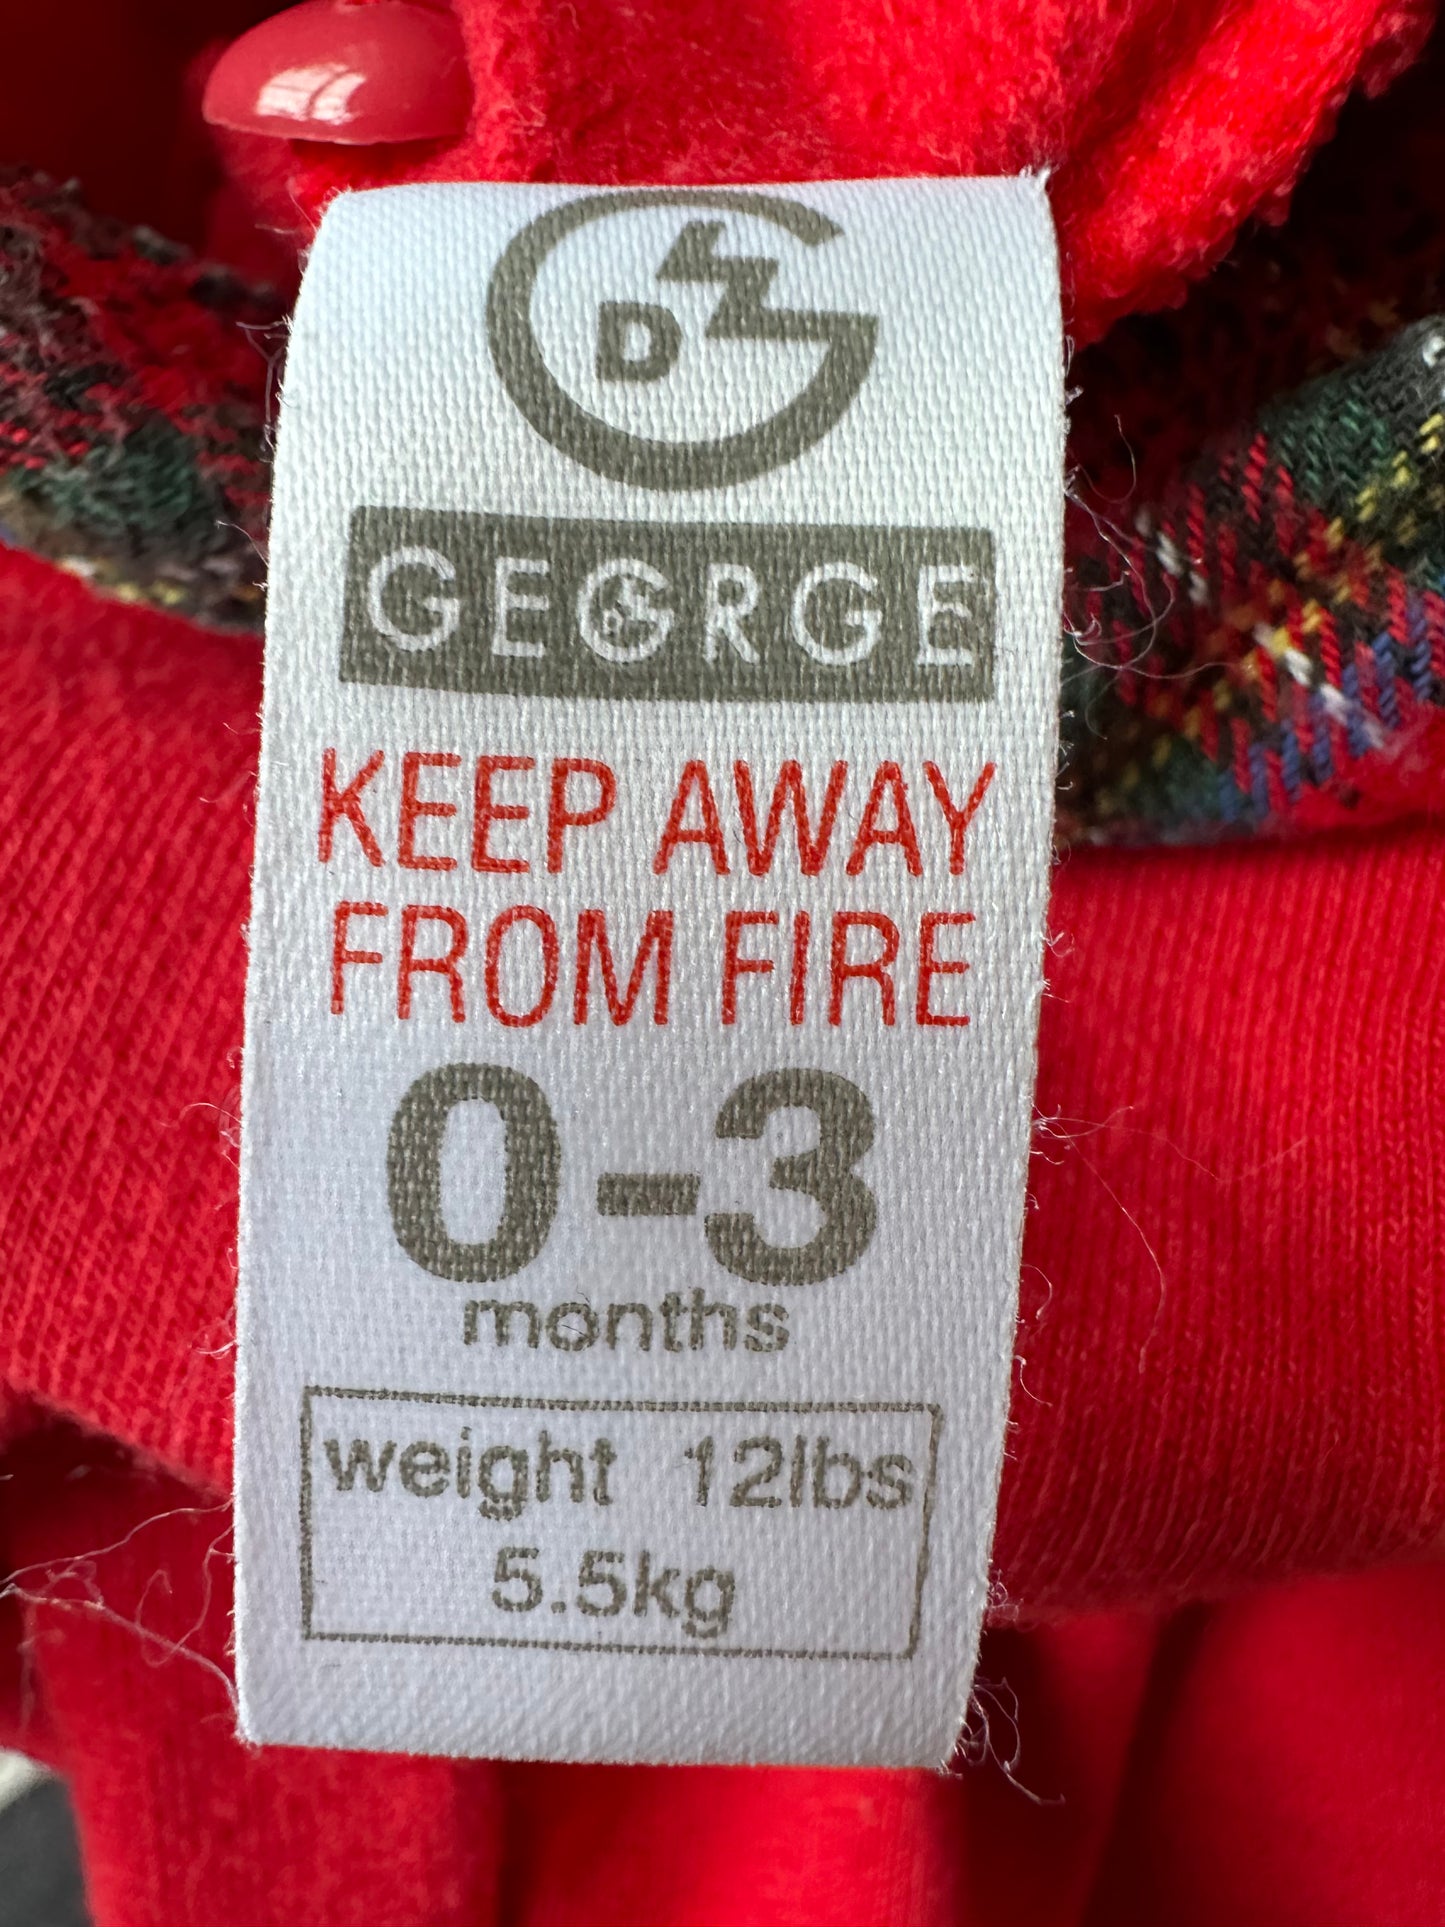 GEORGE
KEEP AWAY
FROM FIRE
0-3
months
weight 12lbs
5.5kg